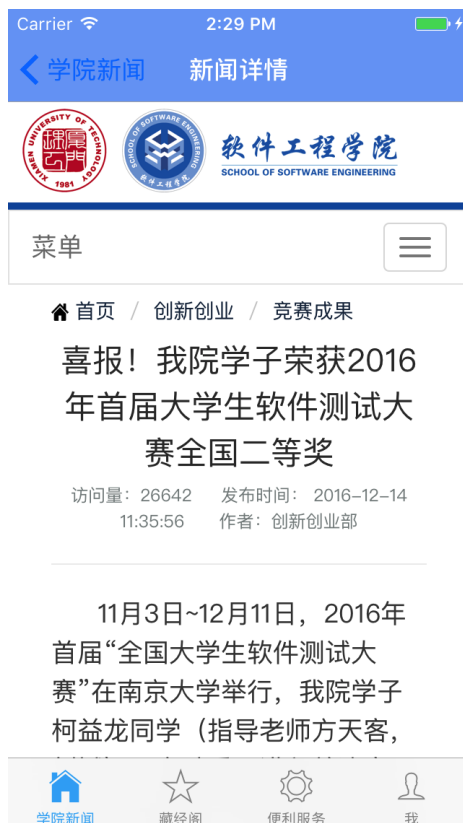 Carrier 2:29 PM
学院新闻 新闻详情
XIAMEN UNIVERSITY OF TECHNOLOGY
1981
SCHOOL OF SOFTWARE ENGINEERING
软件工程学院
软件工程学院
SCHOOL OF SOFTWARE ENGINEERING
菜单
首页 / 创新创业 / 竞赛成果
喜报！我院学子荣获2016
年首届大学生软件测试大
赛全国二等奖
访问量：26642 发布时间： 2016-12-14
11:35:56 作者：创新创业部
11月3日~12月11日，2016年
首届“全国大学生软件测试大
赛”在南京大学举行，我院学子
柯益龙同学（指导老师方天客，
学院新闻 藏经阁 便利服务 我